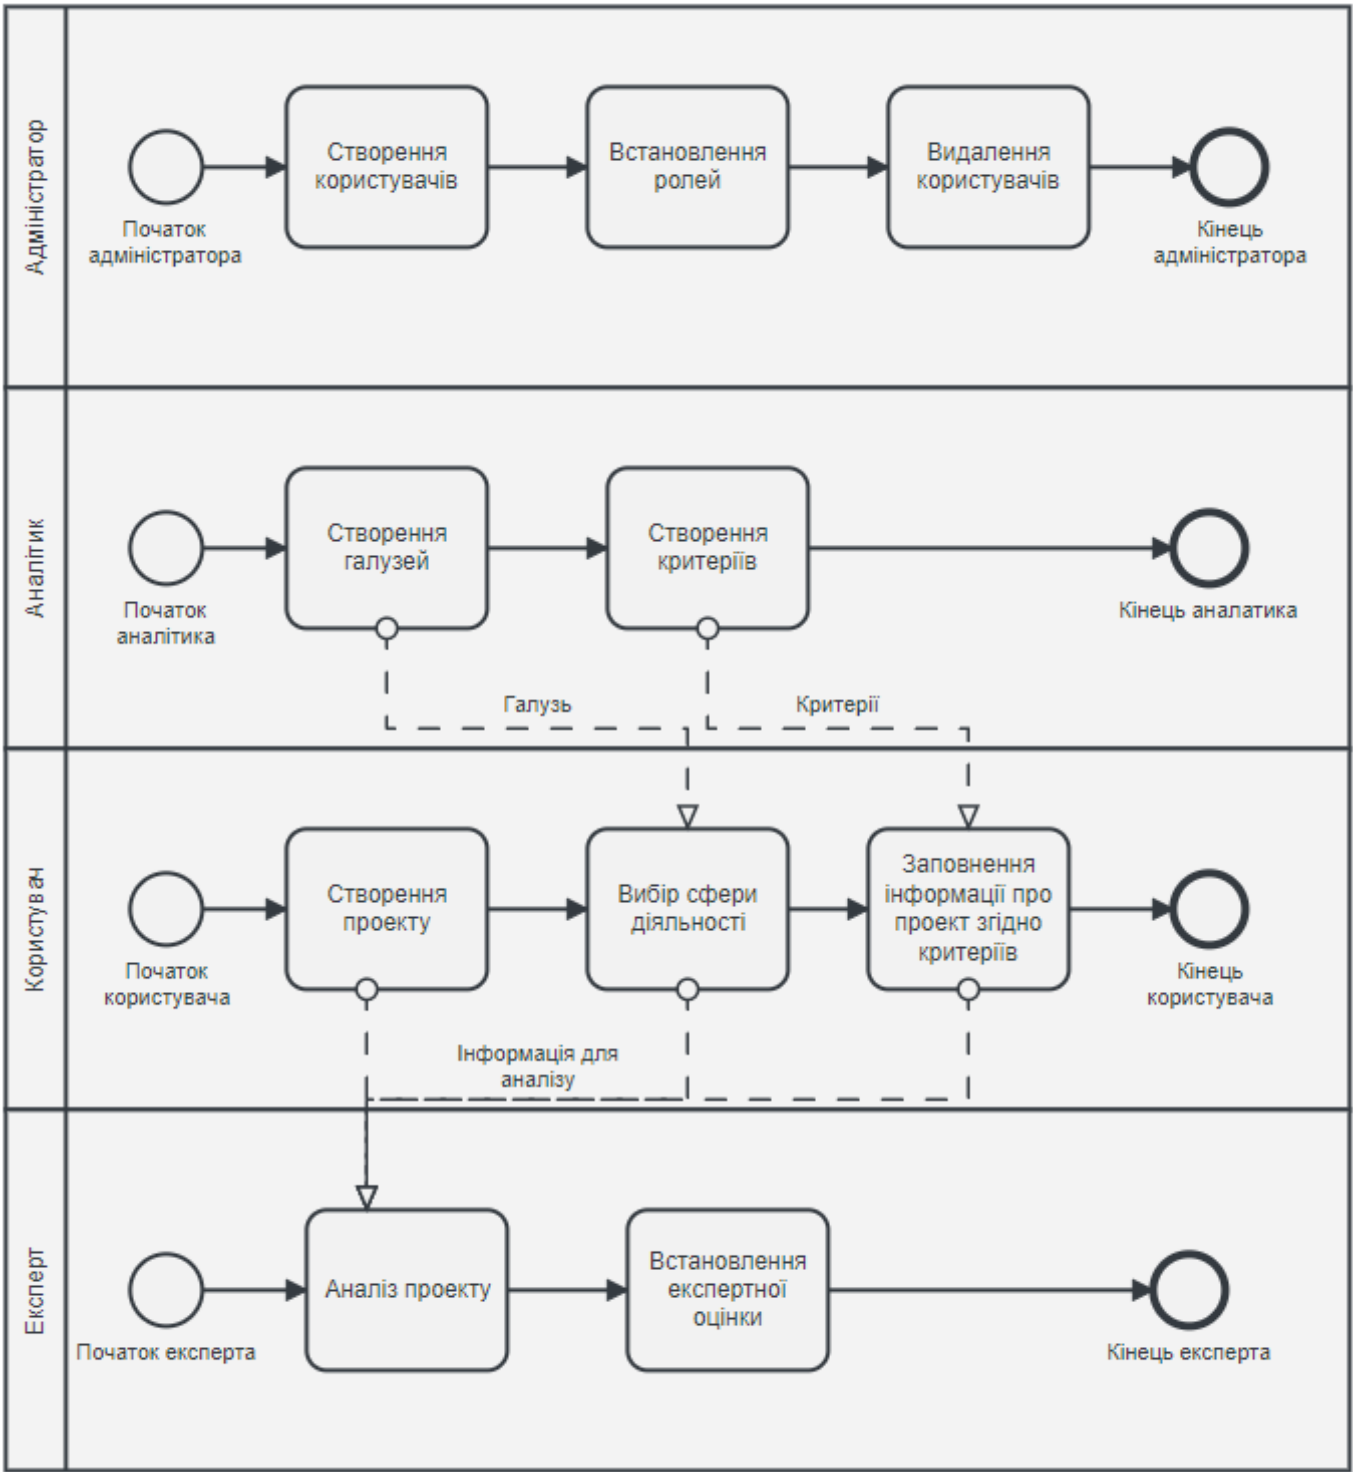 Адміністратор
Створення
користувачів
Встановлення
ролей
Видалення
користувачів
Початок
адміністратора
Кінець
адміністратора
Аналітик
Створення
галузей
Створення
критеріїв
Початок
аналітика
Кінець аналатика
Галузь
Критерії
Користувач
Створення
проекту
Вибір сфери
діяльності
Заповнення
інформації про
проект згідно
критеріїв
Початок
користувача
Кінець
користувача
Інформація для
аналізу
Експерт
Аналіз проекту
Встановлення
експертної
оцінки
Початок експерта
Кінець експерта